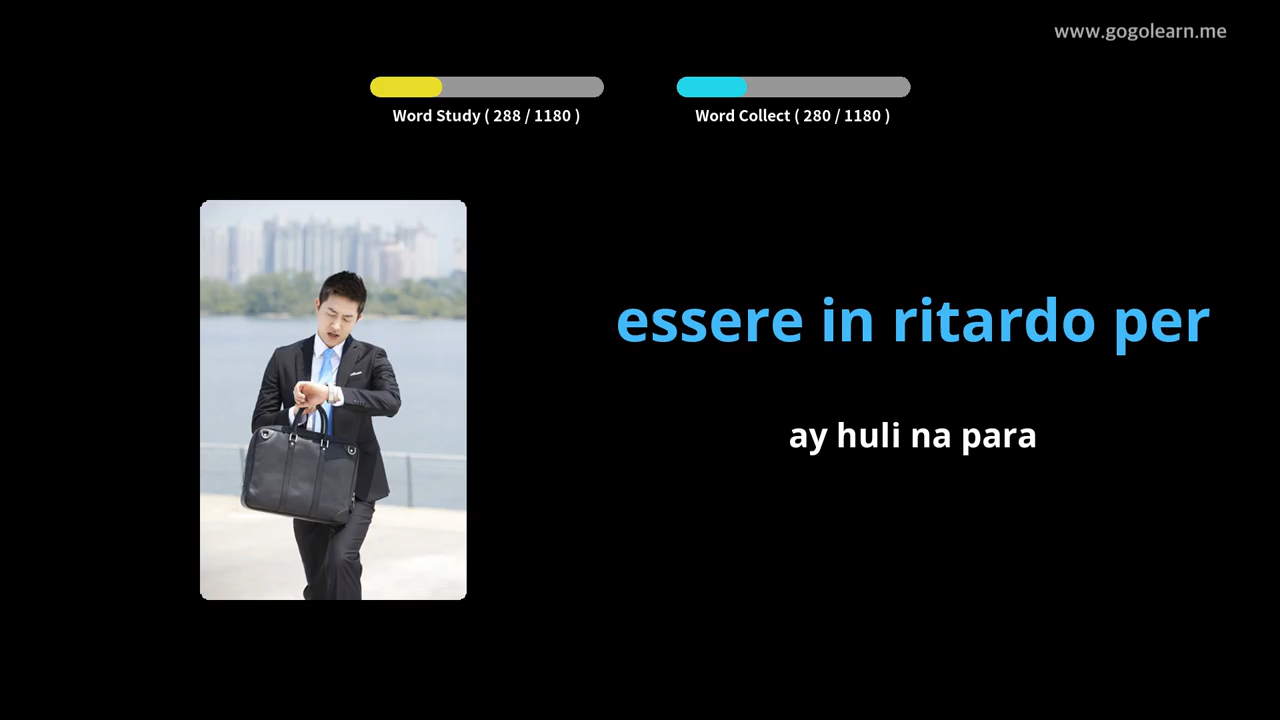 www.gogolearn.me
Word Study ( 288 / 1180 )
Word Collect ( 280 / 1180 )
essere in ritardo per
ay huli na para